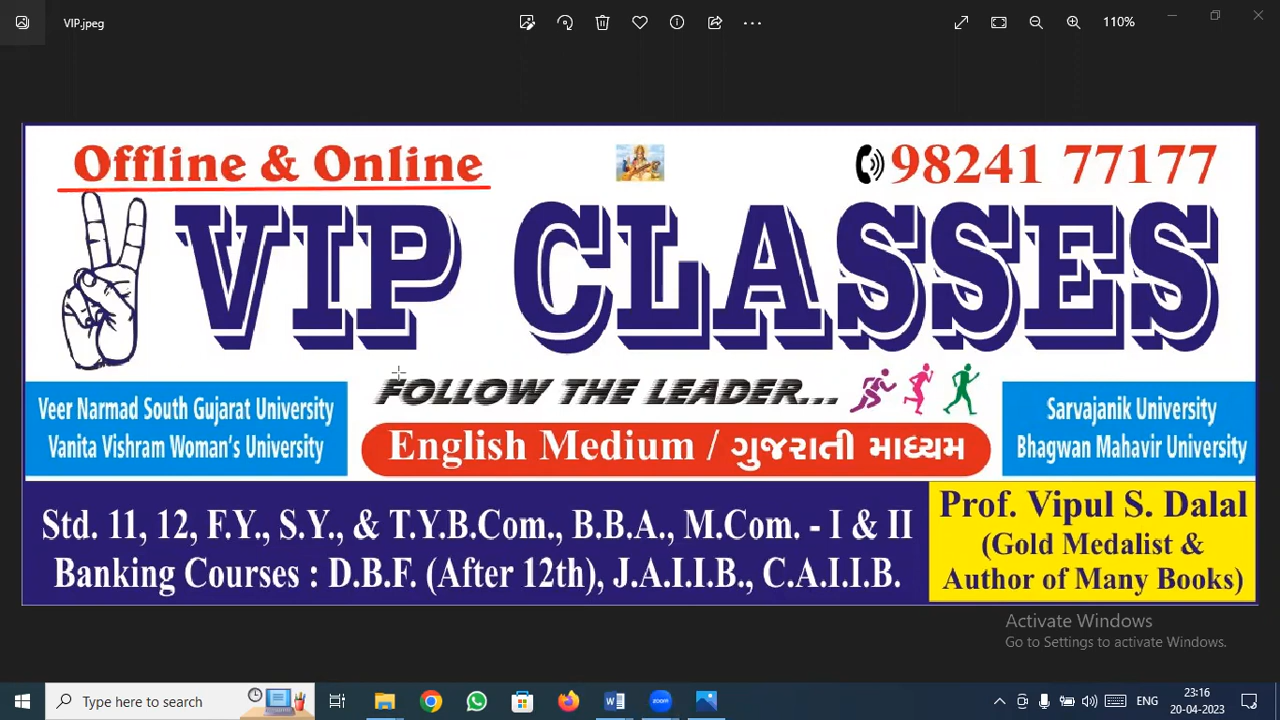 VIP.jpeg
110%
Offline & Online
98241 77177
VIP CLASSES
FOLLOW THE LEADER...
Veer Narmad South Gujarat University
Vanita Vishram Woman's University
English Medium / ગુજરાતી માધ્યમ
Sarvajanik University
Bhagwan Mahavir University
Std. 11, 12, F.Y., S.Y., & T.Y.B.Com., B.B.A., M.Com. - I & II
Banking Courses : D.B.F. (After 12th), J.A.I.I.B., C.A.I.I.B.
Prof. Vipul S. Dalal
(Gold Medalist &
Author of Many Books)
Activate Windows
Go to Settings to activate Windows.
Type here to search
ENG
23:16
20-04-2023